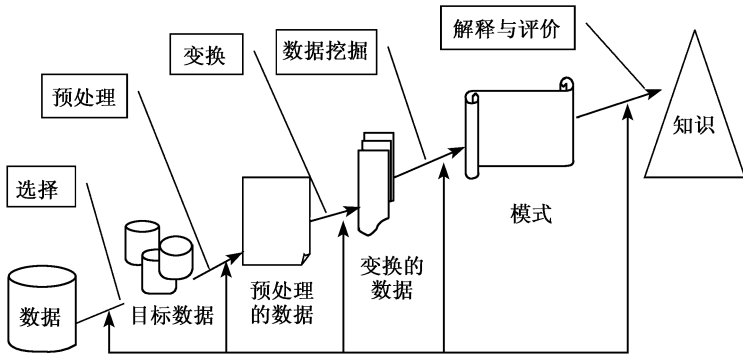 解释与评价
变换
数据挖掘
预处理
知识
选择
模式
变换的
数据
预处理
的数据
目标数据
数据